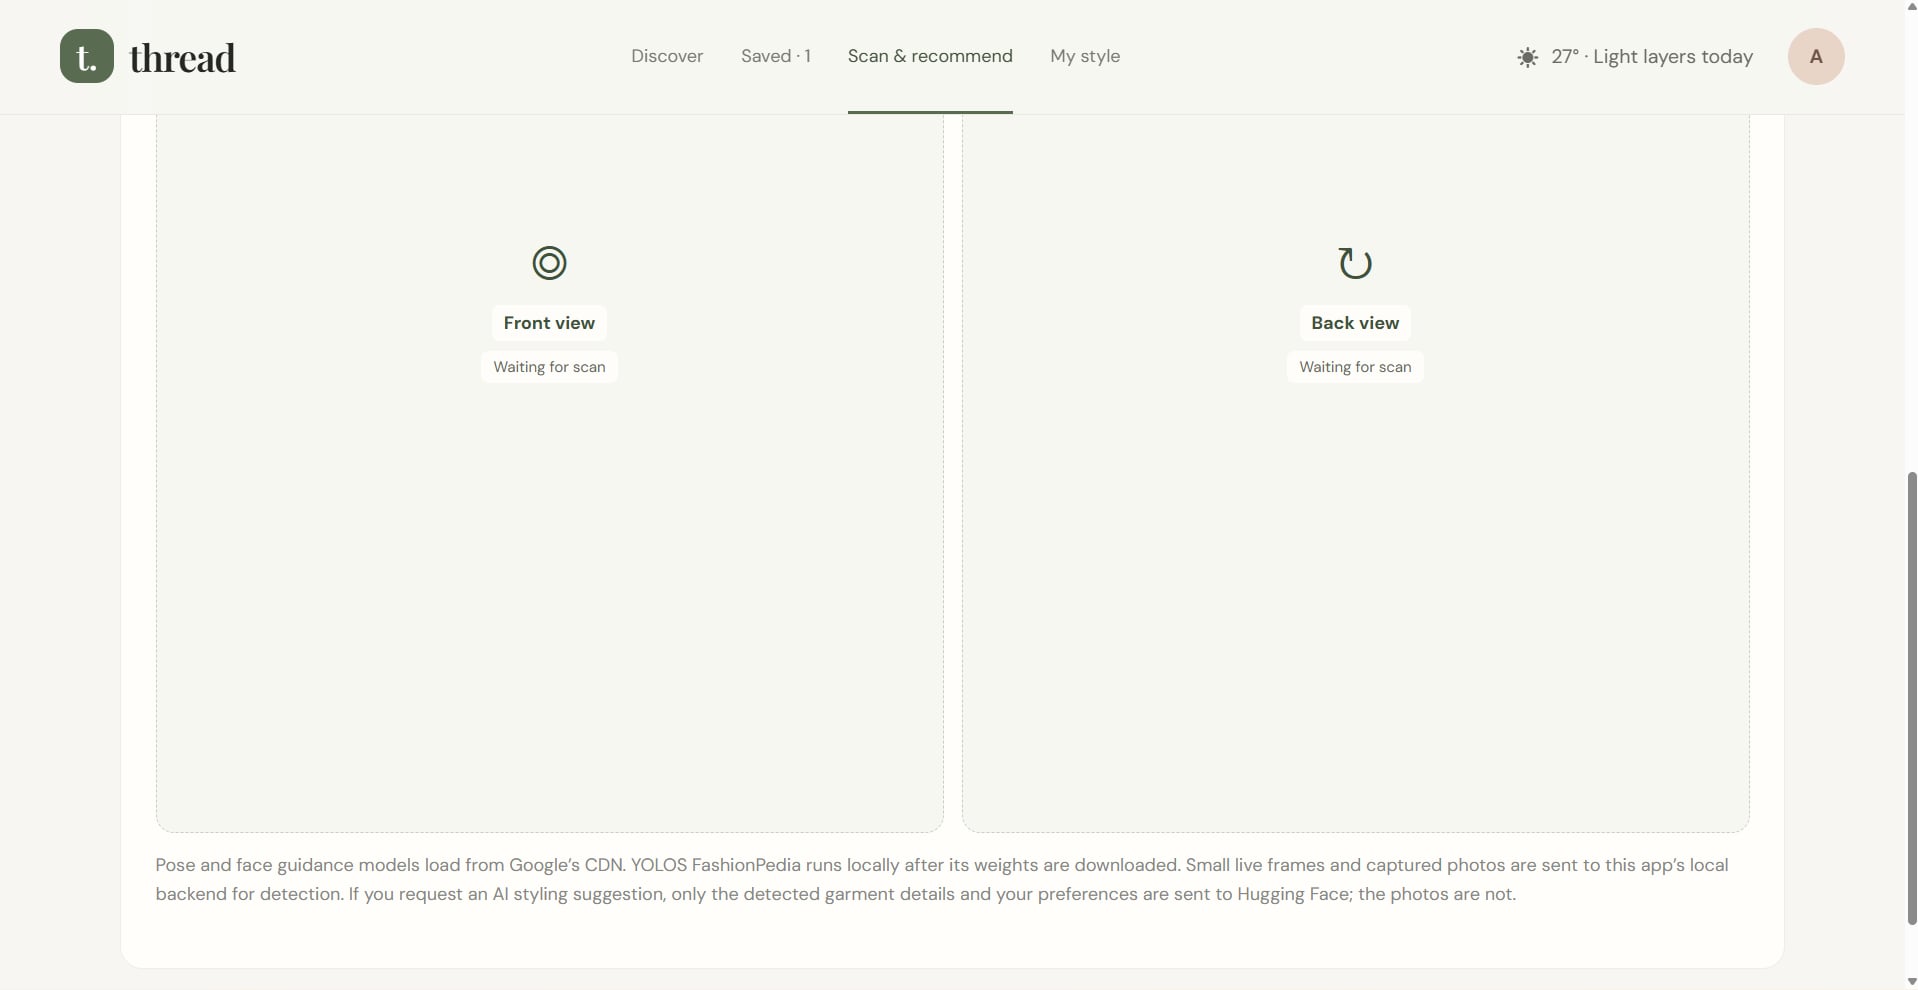 t. thread
Discover
Saved · 1
Scan & recommend
My style
27° · Light layers today
A
Front view
Waiting for scan
Back view
Waiting for scan
Pose and face guidance models load from Google's CDN. YOLOS FashionPedia runs locally after its weights are downloaded. Small live frames and captured photos are sent to this app's local
backend for detection. If you request an AI styling suggestion, only the detected garment details and your preferences are sent to Hugging Face; the photos are not.